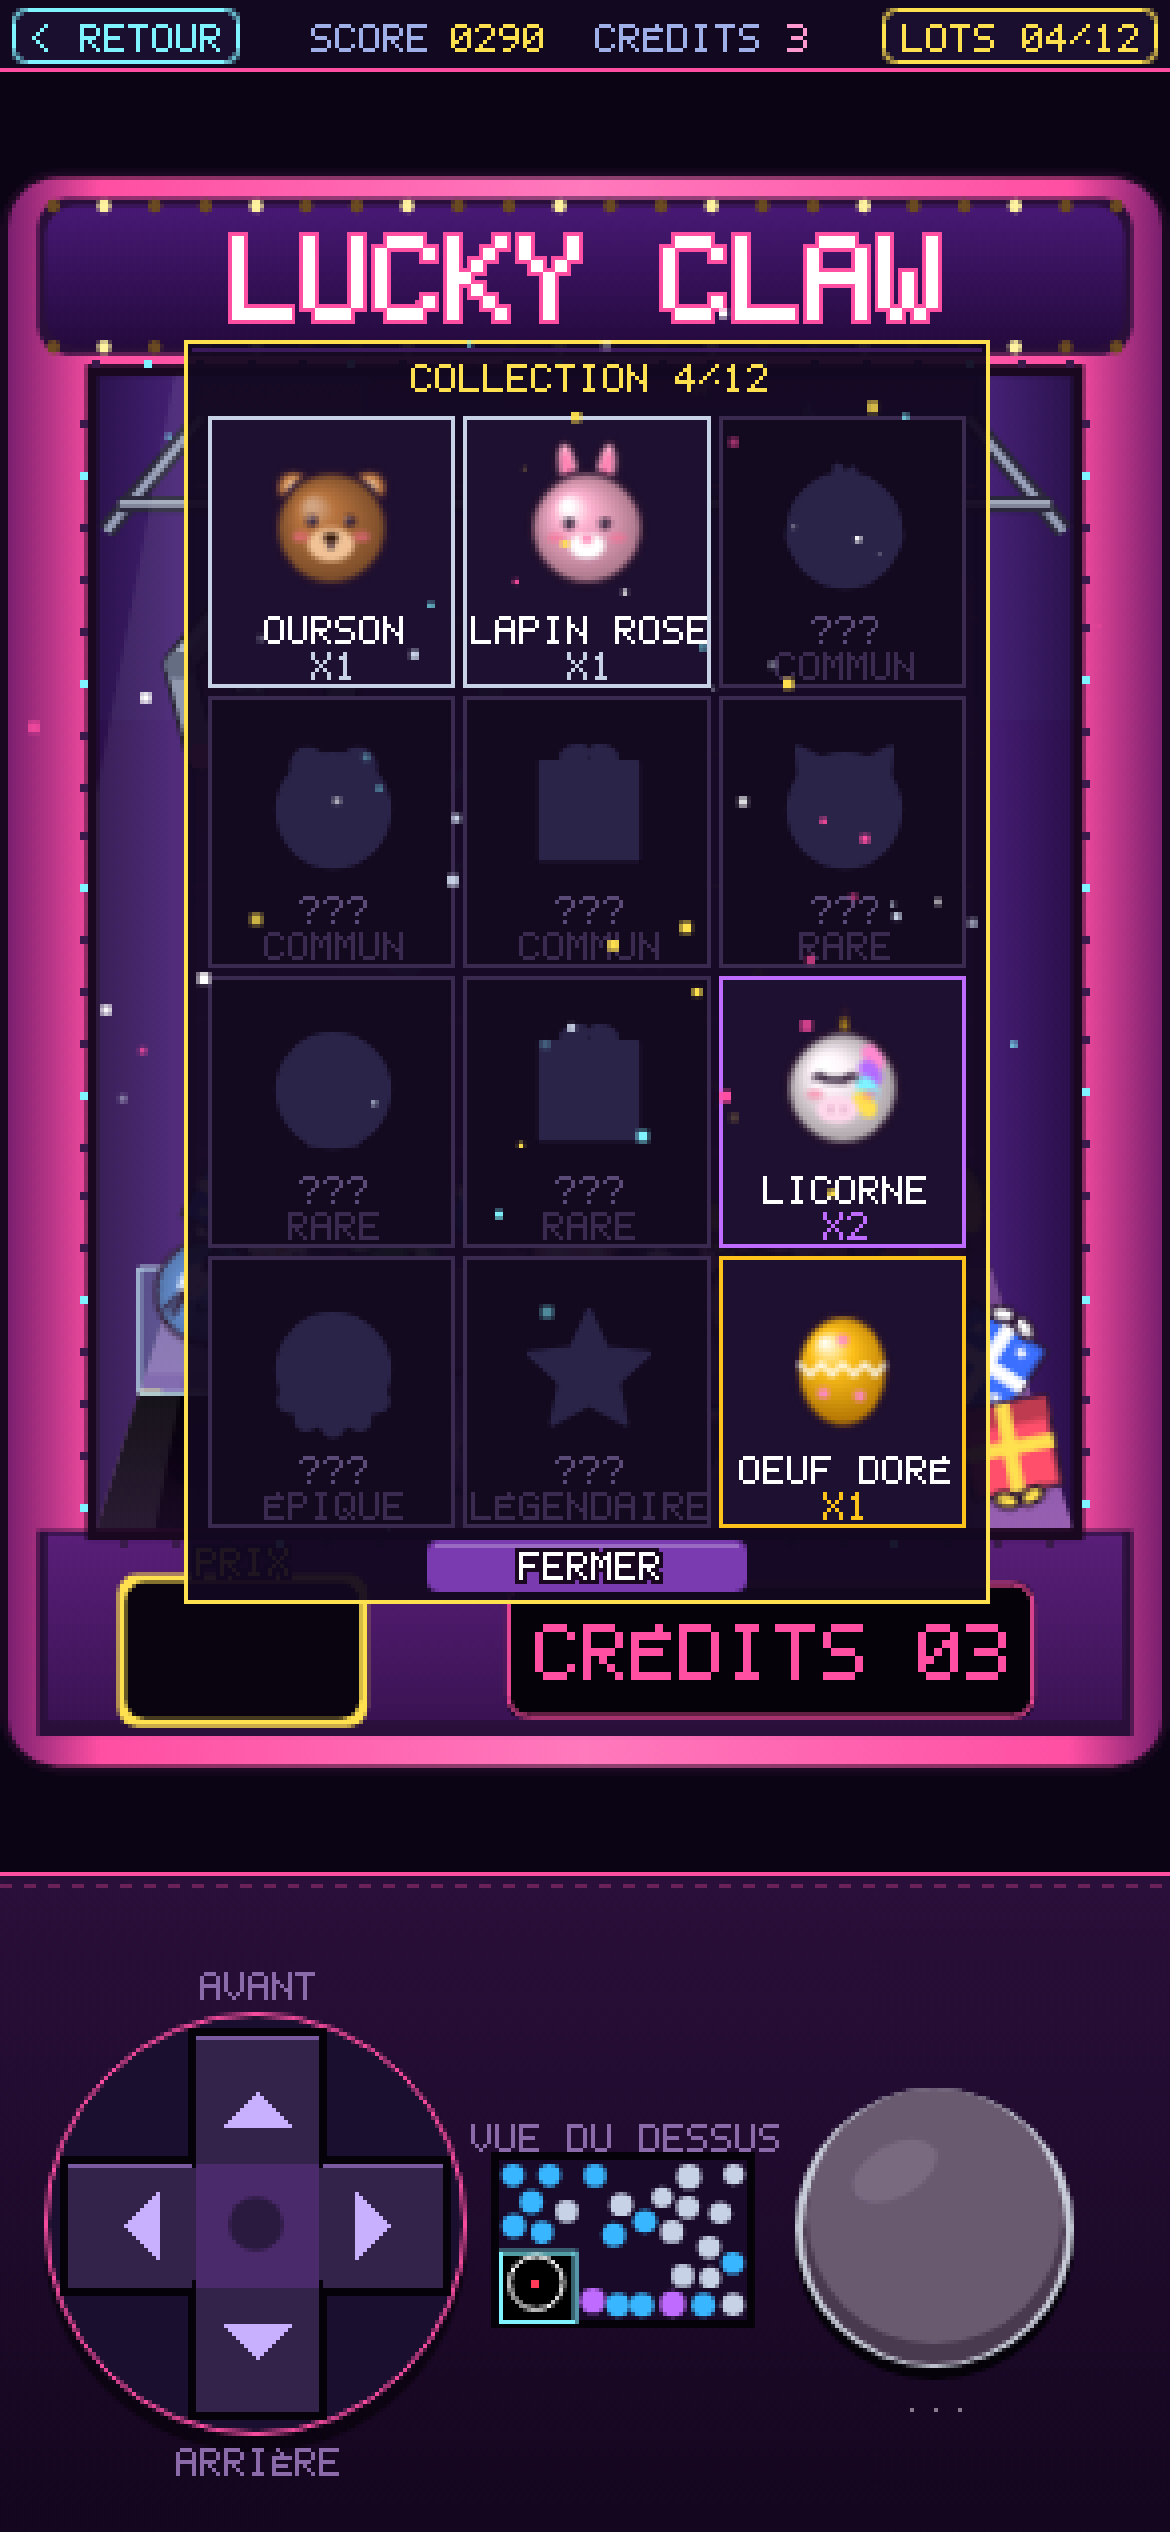 < RETOUR SCORE 0290 CRÉDITS 3 LOTS 04/12
LUCKY CLAW
COLLECTION 4/12
OURSON
X1
LAPIN ROSE
X1
???
COMMUN
???
COMMUN
???
COMMUN
???
RARE
???
RARE
???
RARE
LICORNE
X2
???
ÉPIQUE
???
LÉGENDAIRE
OEUF DORÉ
X1
FERMER
PRIX
CRÉDITS 03
AVANT
VUE DU DESSUS
...
ARRIÈRE